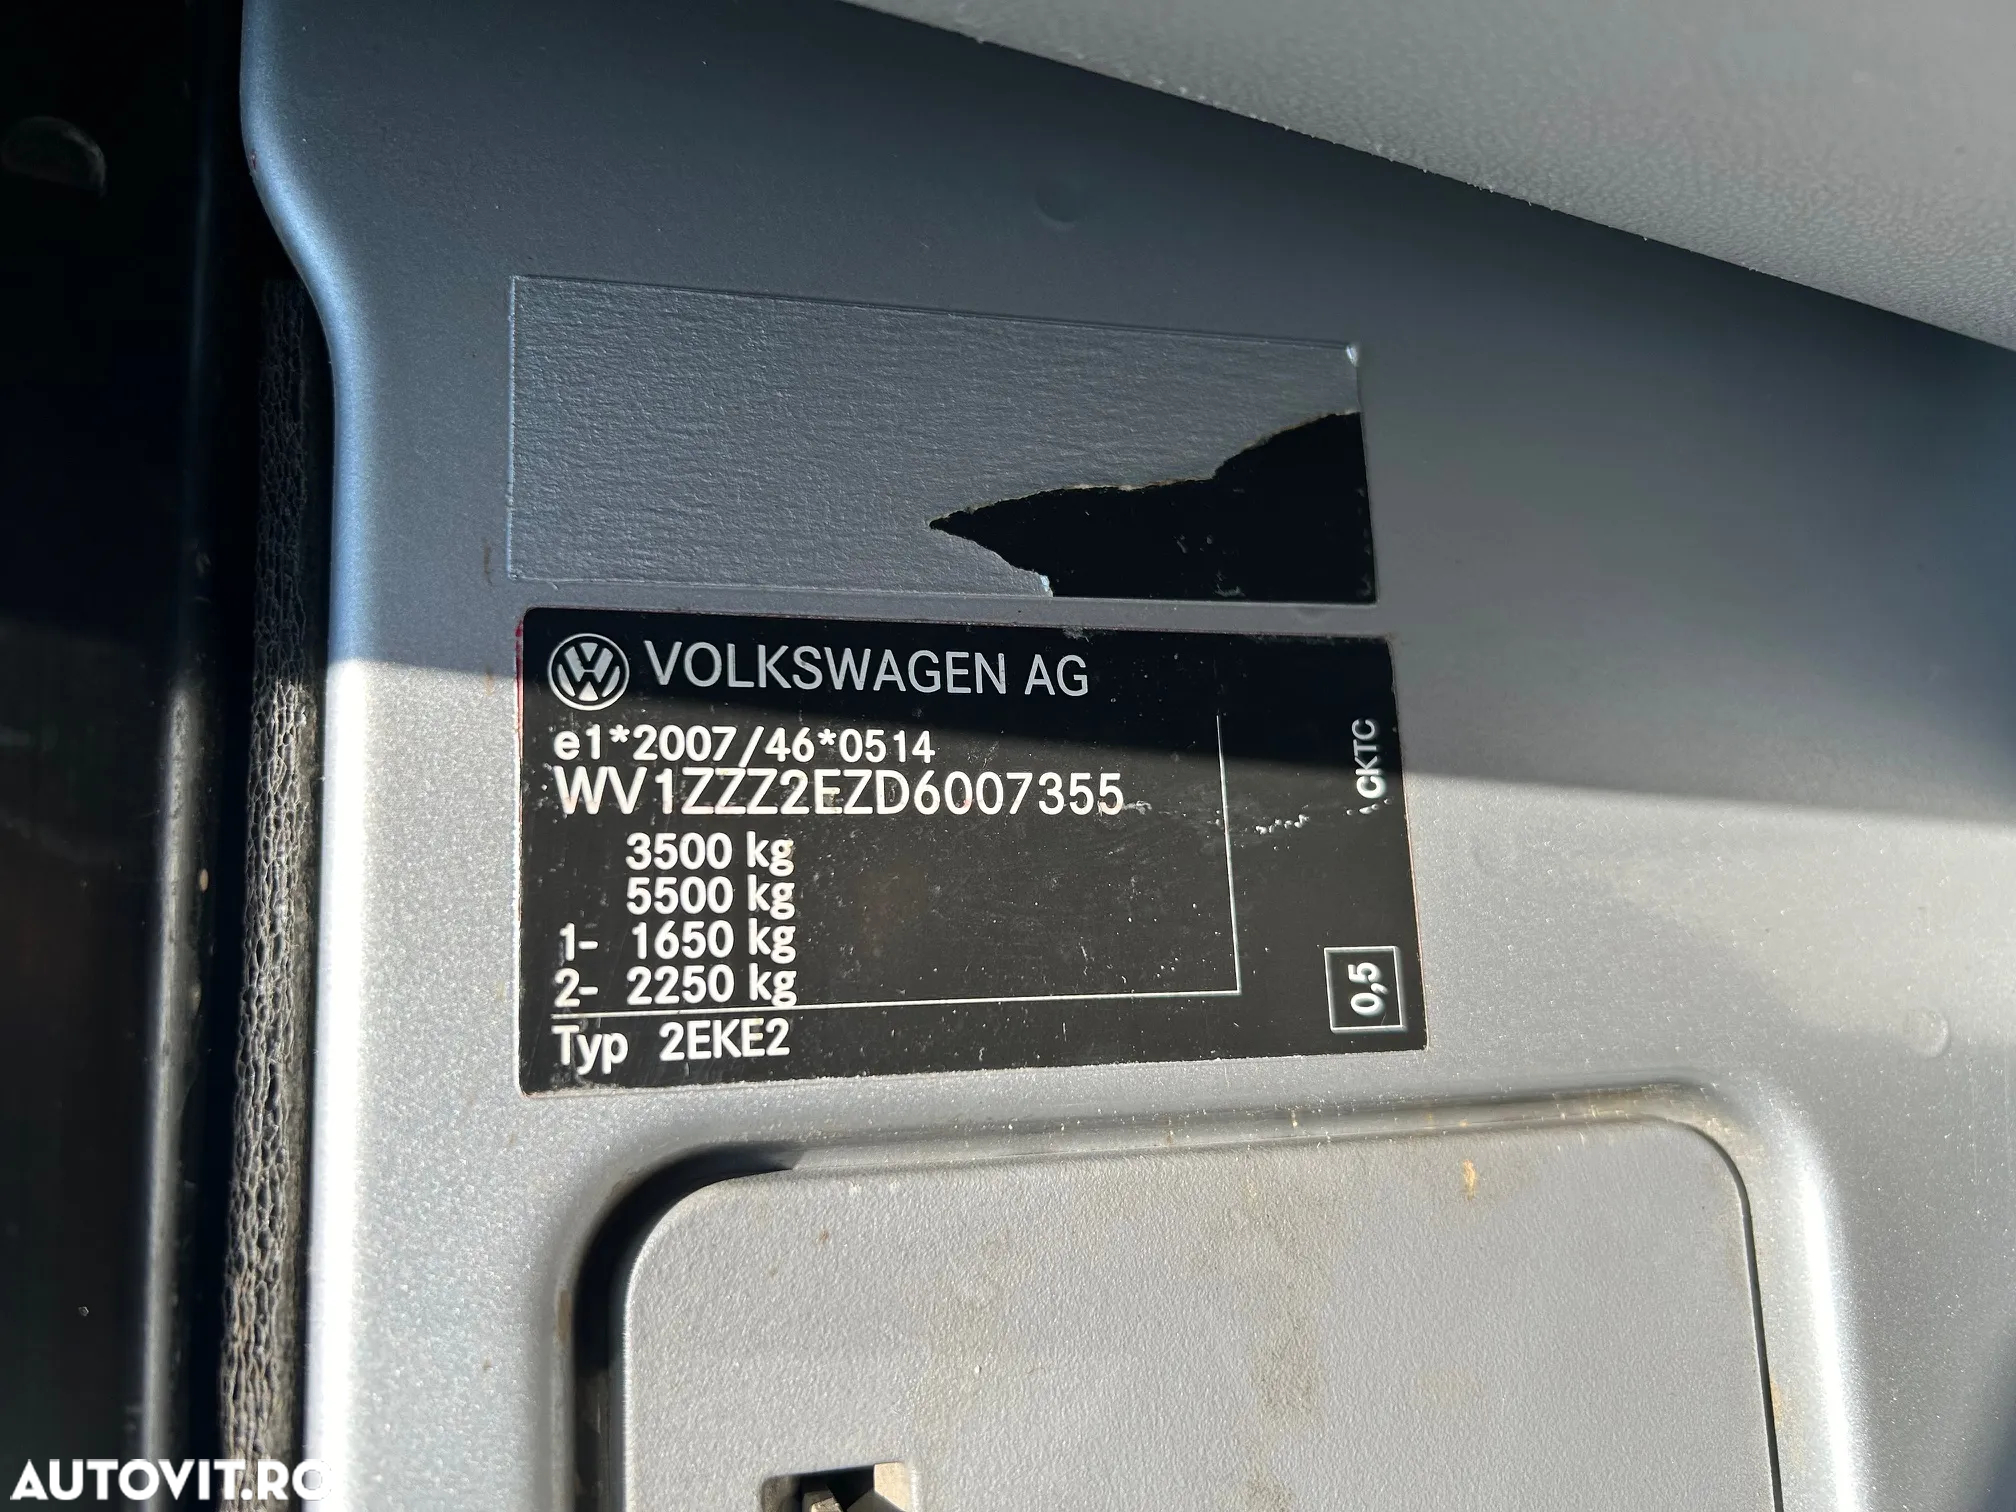 VOLKSWAGEN AG
e1*2007/46*0514
WV1ZZZ2EZD6007355
3500 kg
5500 kg
1- 1650 kg
2- 2250 kg
Typ 2EKE2
CKTC
0,5
AUTOVIT.RO